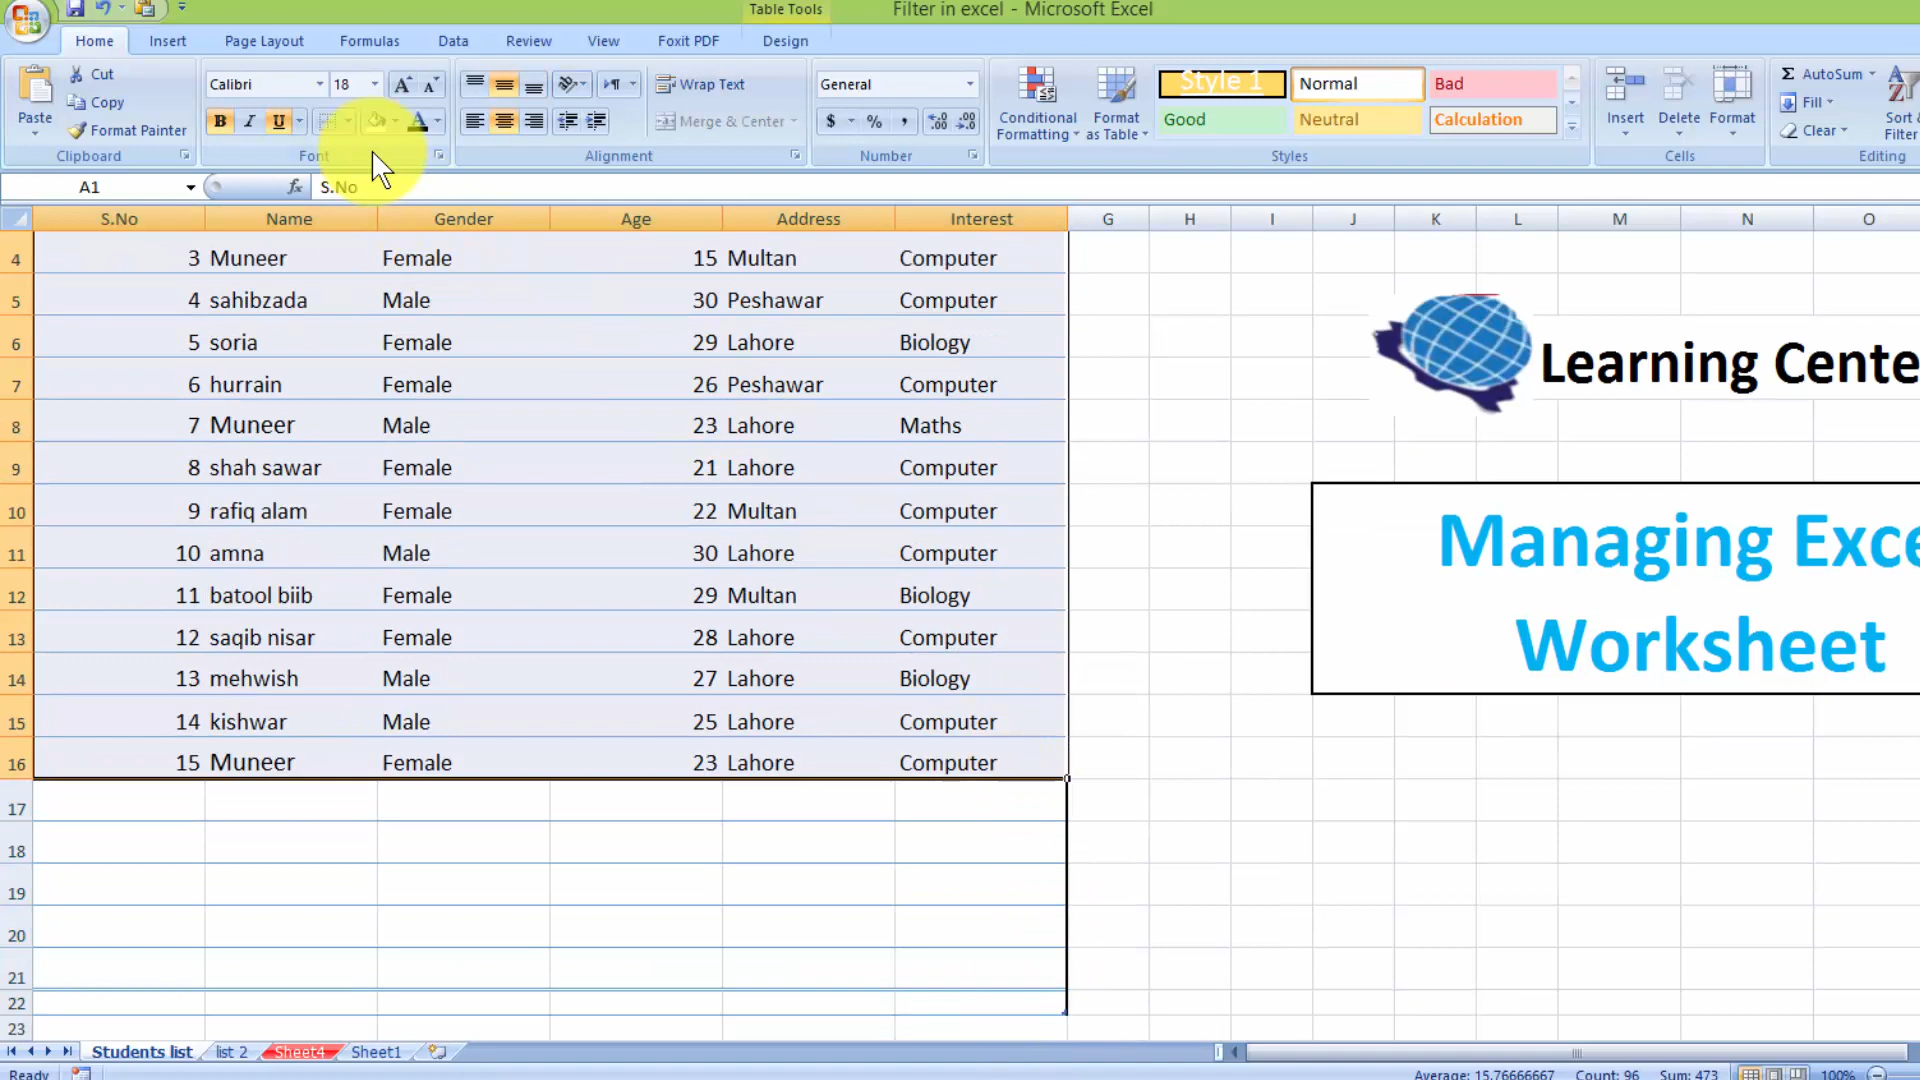 Table Tools
Filter in excel - Microsoft Excel
Home Insert Page Layout Formulas Data Review View Foxit PDF Design
Paste
Cut
Copy
Format Painter
Clipboard
Calibri 18
B I U
Font
Wrap Text
Merge & Center
Alignment
General
$ % ,
Number
Conditional Formatting
Format as Table
Style 1 Normal Bad
Good Neutral Calculation
Styles
Insert Delete Format
Cells
Σ AutoSum
Fill
Clear
Sort &
Filter
Editing
A1 fx S.No
S.No Name Gender Age Address Interest G H I J K L M N O
4 3 Muneer Female 15 Multan Computer
5 4 sahibzada Male 30 Peshawar Computer
6 5 soria Female 29 Lahore Biology
7 6 hurrain Female 26 Peshawar Computer
8 7 Muneer Male 23 Lahore Maths
9 8 shah sawar Female 21 Lahore Computer
10 9 rafiq alam Female 22 Multan Computer
11 10 amna Male 30 Lahore Computer
12 11 batool biib Female 29 Multan Biology
13 12 saqib nisar Female 28 Lahore Computer
14 13 mehwish Male 27 Lahore Biology
15 14 kishwar Male 25 Lahore Computer
16 15 Muneer Female 23 Lahore Computer
17
18
19
20
21
22
23
Learning Cente
Managing Exce
Worksheet
Students list list 2 Sheet4 Sheet1
Ready Average: 15.76666667 Count: 96 Sum: 473 100%